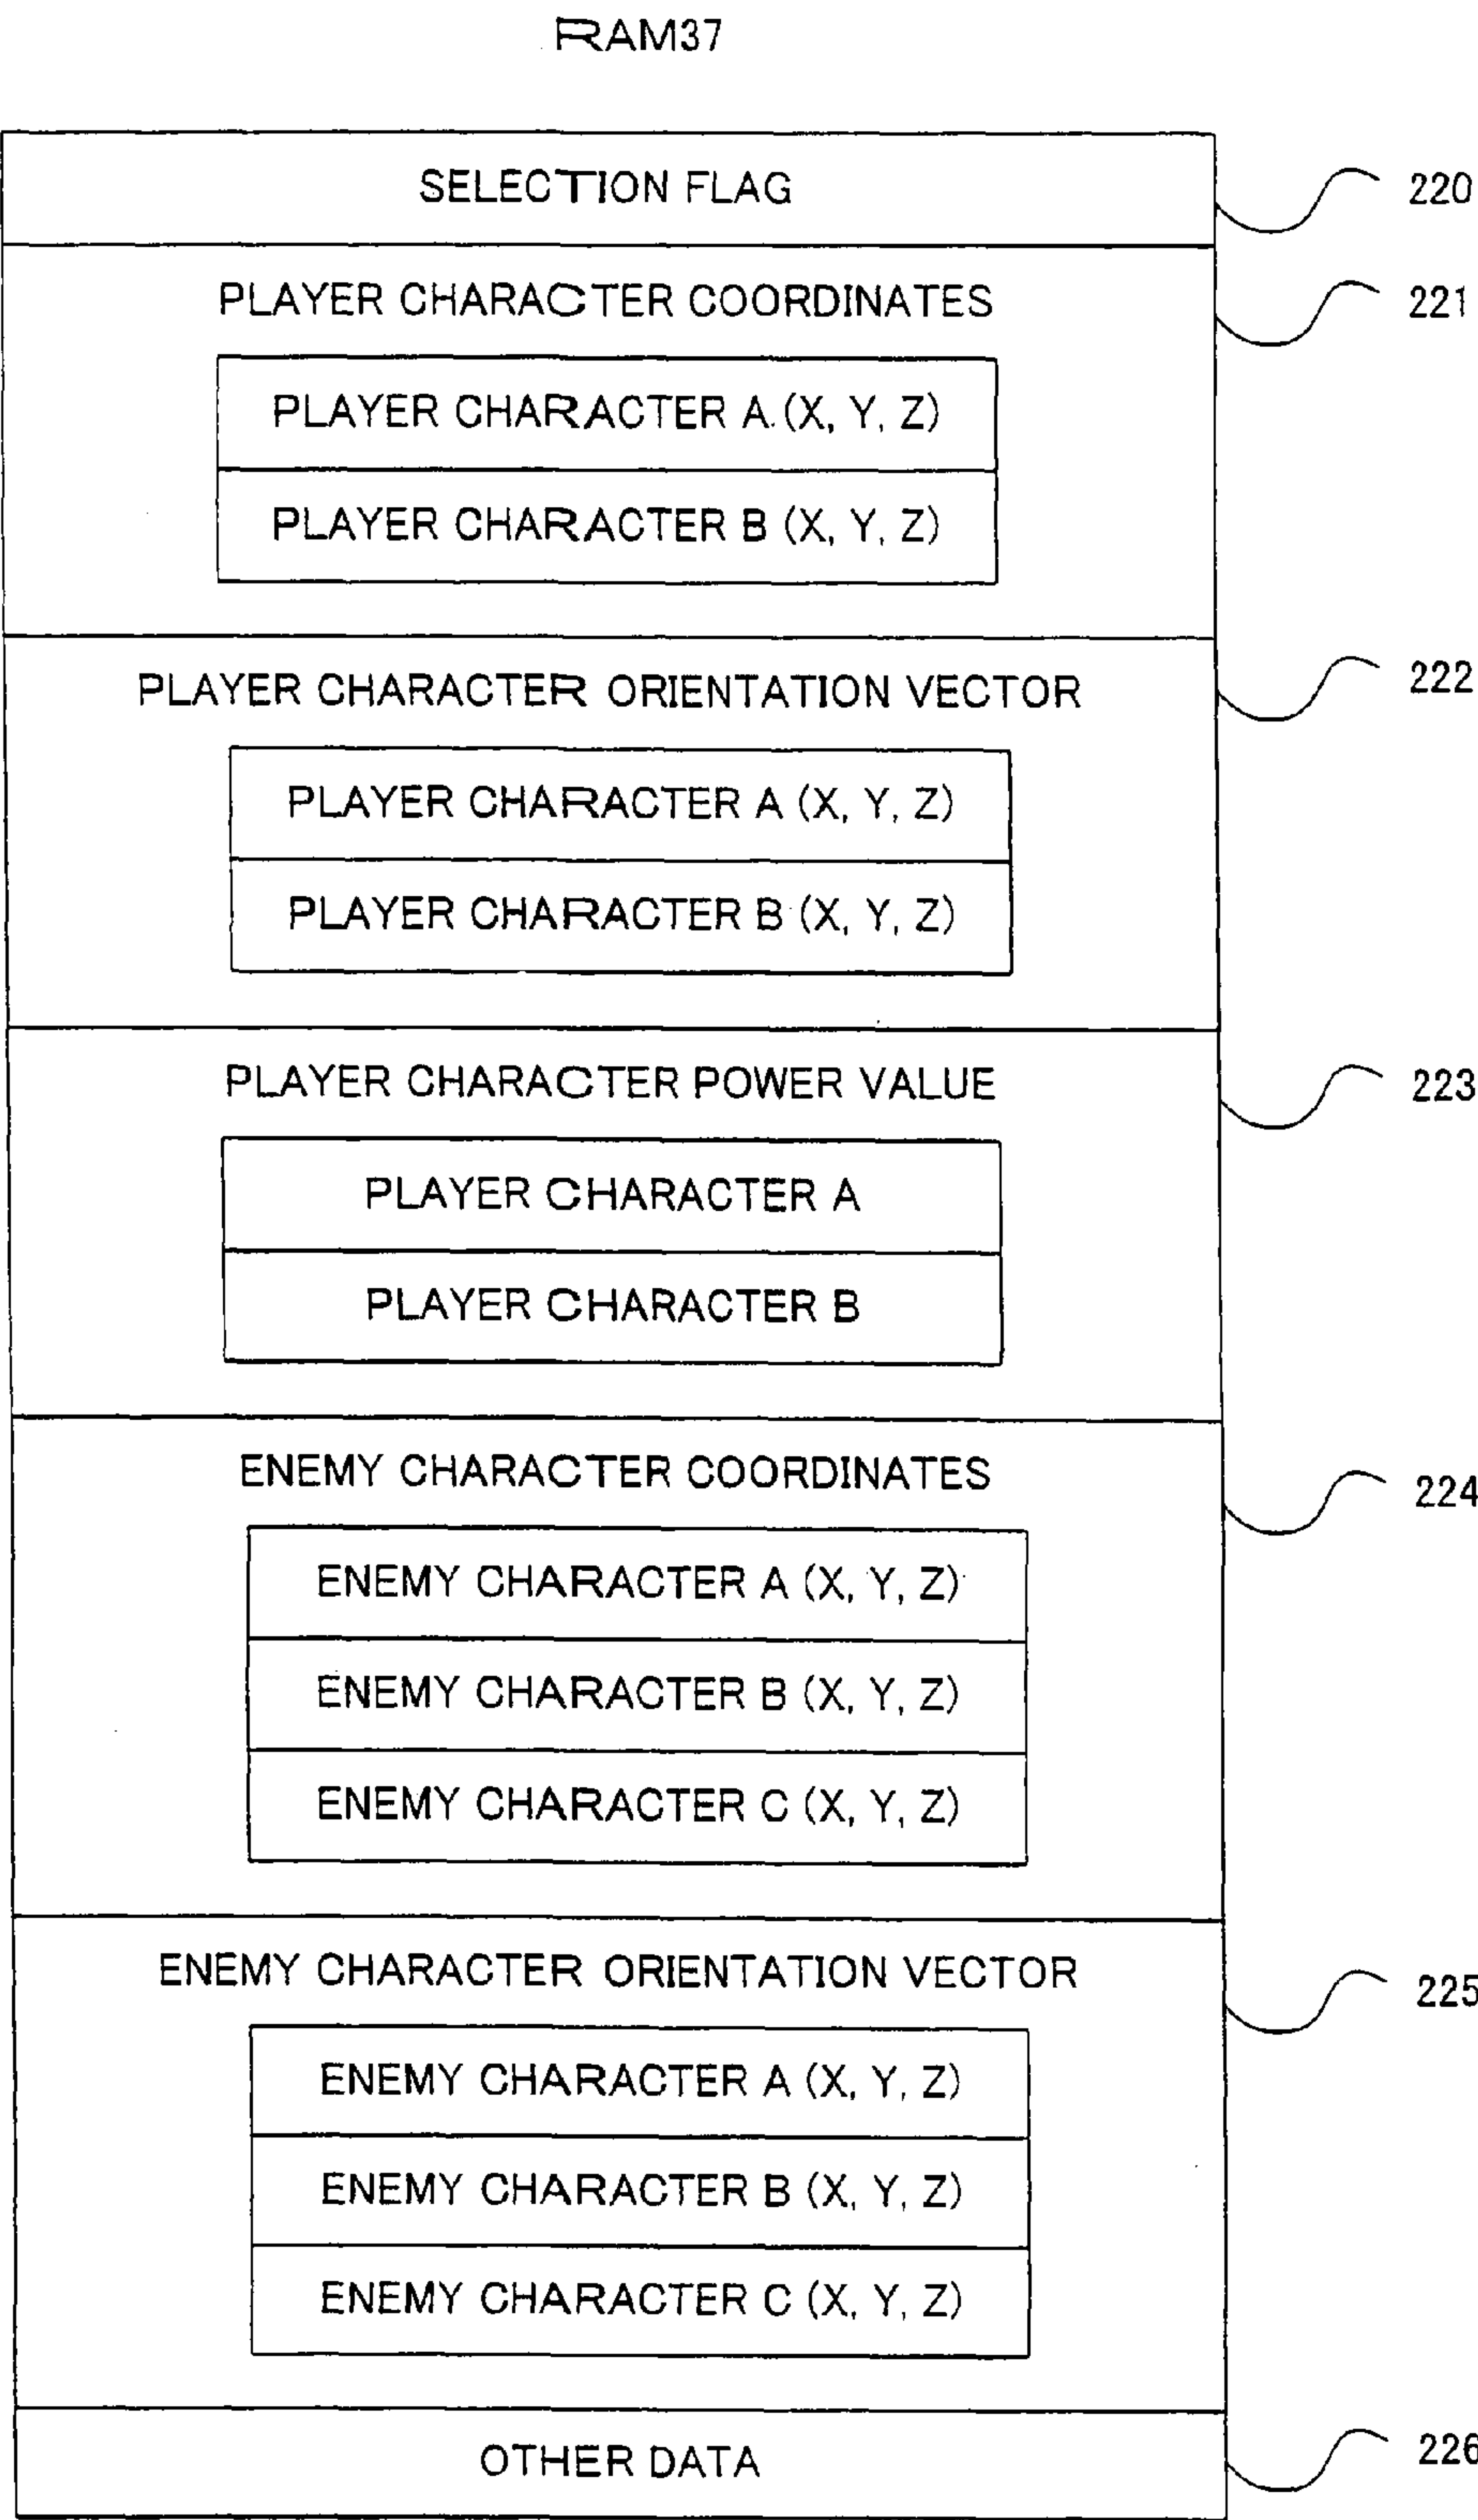 RAM37
SELECTION FLAG
220
PLAYER CHARACTER COORDINATES
221
PLAYER CHARACTER A (X, Y, Z)
PLAYER CHARACTER B (X, Y, Z)
PLAYER CHARACTER ORIENTATION VECTOR
222
PLAYER CHARACTER A (X, Y, Z)
PLAYER CHARACTER B (X, Y, Z)
PLAYER CHARACTER POWER VALUE
223
PLAYER CHARACTER A
PLAYER CHARACTER B
ENEMY CHARACTER COORDINATES
224
ENEMY CHARACTER A (X, Y, Z)
ENEMY CHARACTER B (X, Y, Z)
ENEMY CHARACTER C (X, Y, Z)
ENEMY CHARACTER ORIENTATION VECTOR
225
ENEMY CHARACTER A (X, Y, Z)
ENEMY CHARACTER B (X, Y, Z)
ENEMY CHARACTER C (X, Y, Z)
OTHER DATA
226